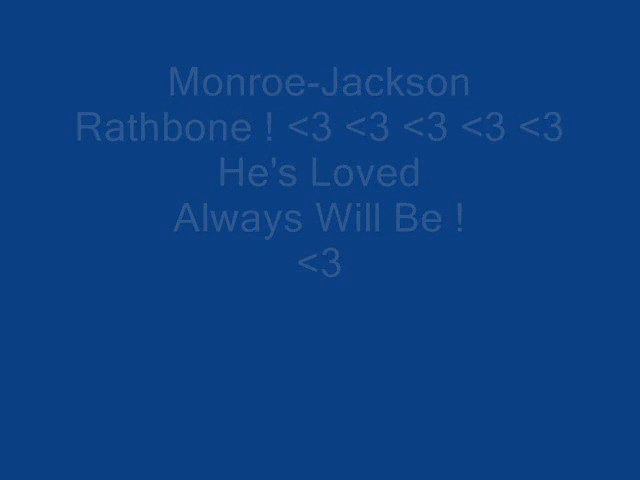 Monroe-Jackson
Rathbone ! <3 <3 <3 <3 <3
He's Loved
Always Will Be !
<3